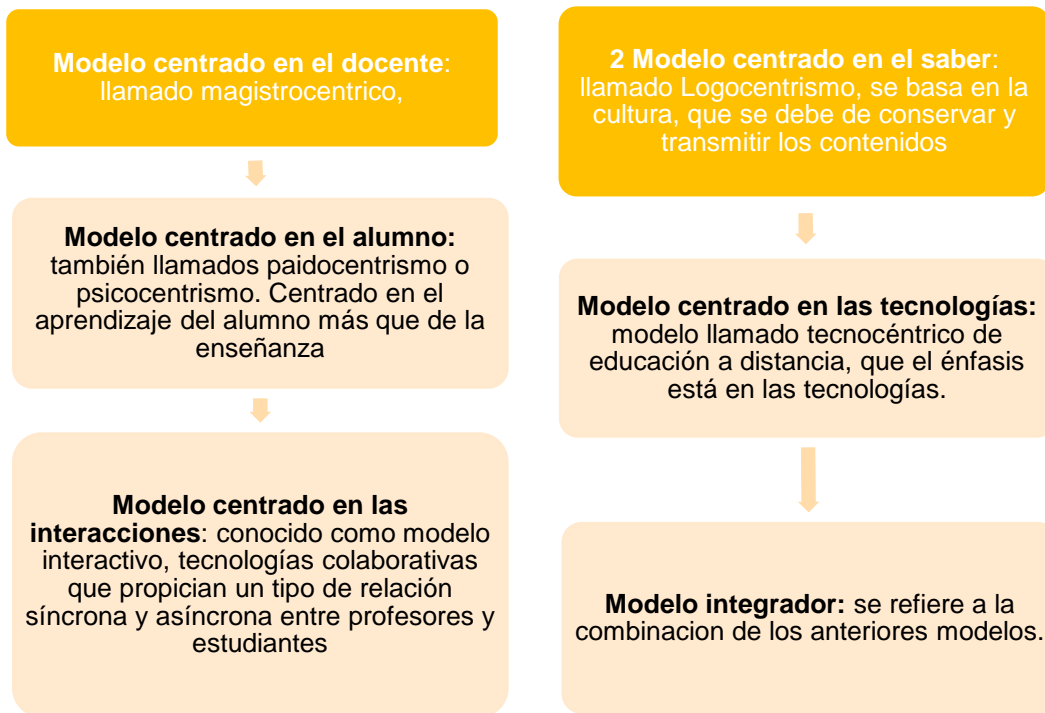 Modelo centrado en el docente:
llamado magistrocentrico,
Modelo centrado en el alumno:
también llamados paidocentrismo o
psicocentrismo. Centrado en el
aprendizaje del alumno más que de la
enseñanza
Modelo centrado en las
interacciones: conocido como modelo
interactivo, tecnologías colaborativas
que propician un tipo de relación
síncrona y asíncrona entre profesores y
estudiantes
2 Modelo centrado en el saber:
llamado Logocentrismo, se basa en la
cultura, que se debe de conservar y
transmitir los contenidos
Modelo centrado en las tecnologías:
modelo llamado tecnocéntrico de
educación a distancia, que el énfasis
está en las tecnologías.
Modelo integrador: se refiere a la
combinacion de los anteriores modelos.